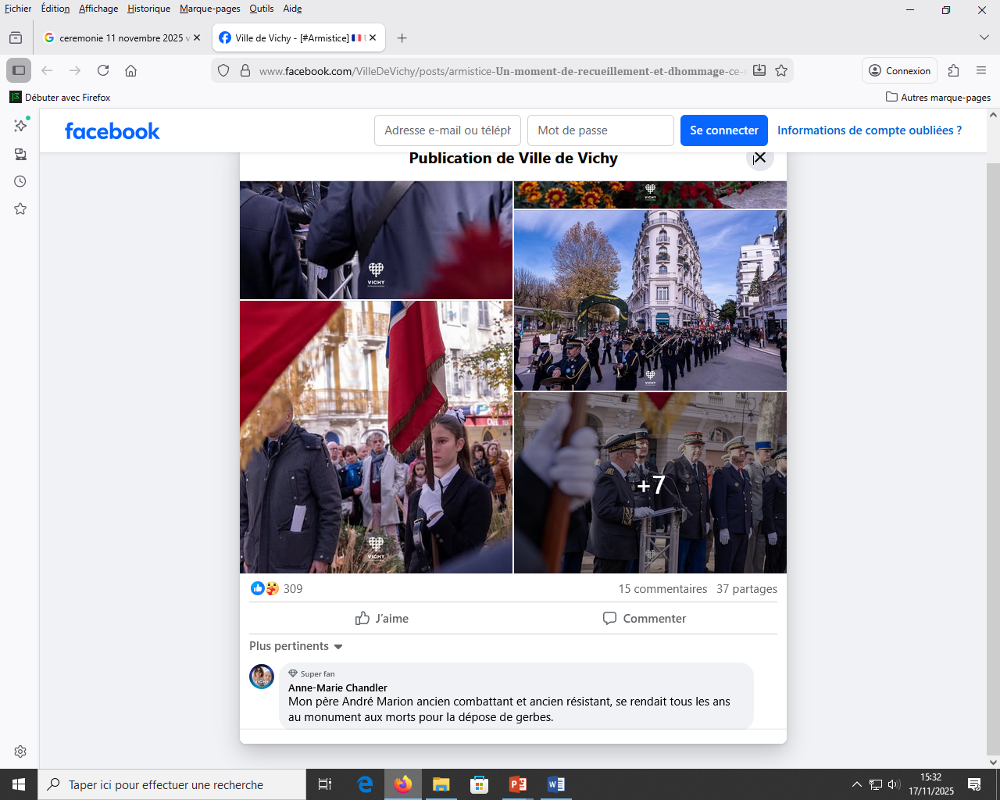 Fichier Édition Affichage Historique Marque-pages Outils Aide
ceremonie 11 novembre 2025 v
Ville de Vichy - [#Armistice]
www.facebook.com/VilleDeVichy/posts/armistice-Un-moment-de-recueillement-et-dhommage-ce-
Connexion
Débuter avec Firefox
Autres marque-pages
facebook
Adresse e-mail ou téléph
Mot de passe
Se connecter
Informations de compte oubliées ?
Publication de Ville de Vichy
VICHY
VICHY
VICHY
CAFE
+7
VICHY
309
15 commentaires 37 partages
J'aime
Commenter
Plus pertinents
Super fan
Anne-Marie Chandler
Mon père André Marion ancien combattant et ancien résistant, se rendait tous les ans
au monument aux morts pour la dépose de gerbes.
Taper ici pour effectuer une recherche
15:32
17/11/2025